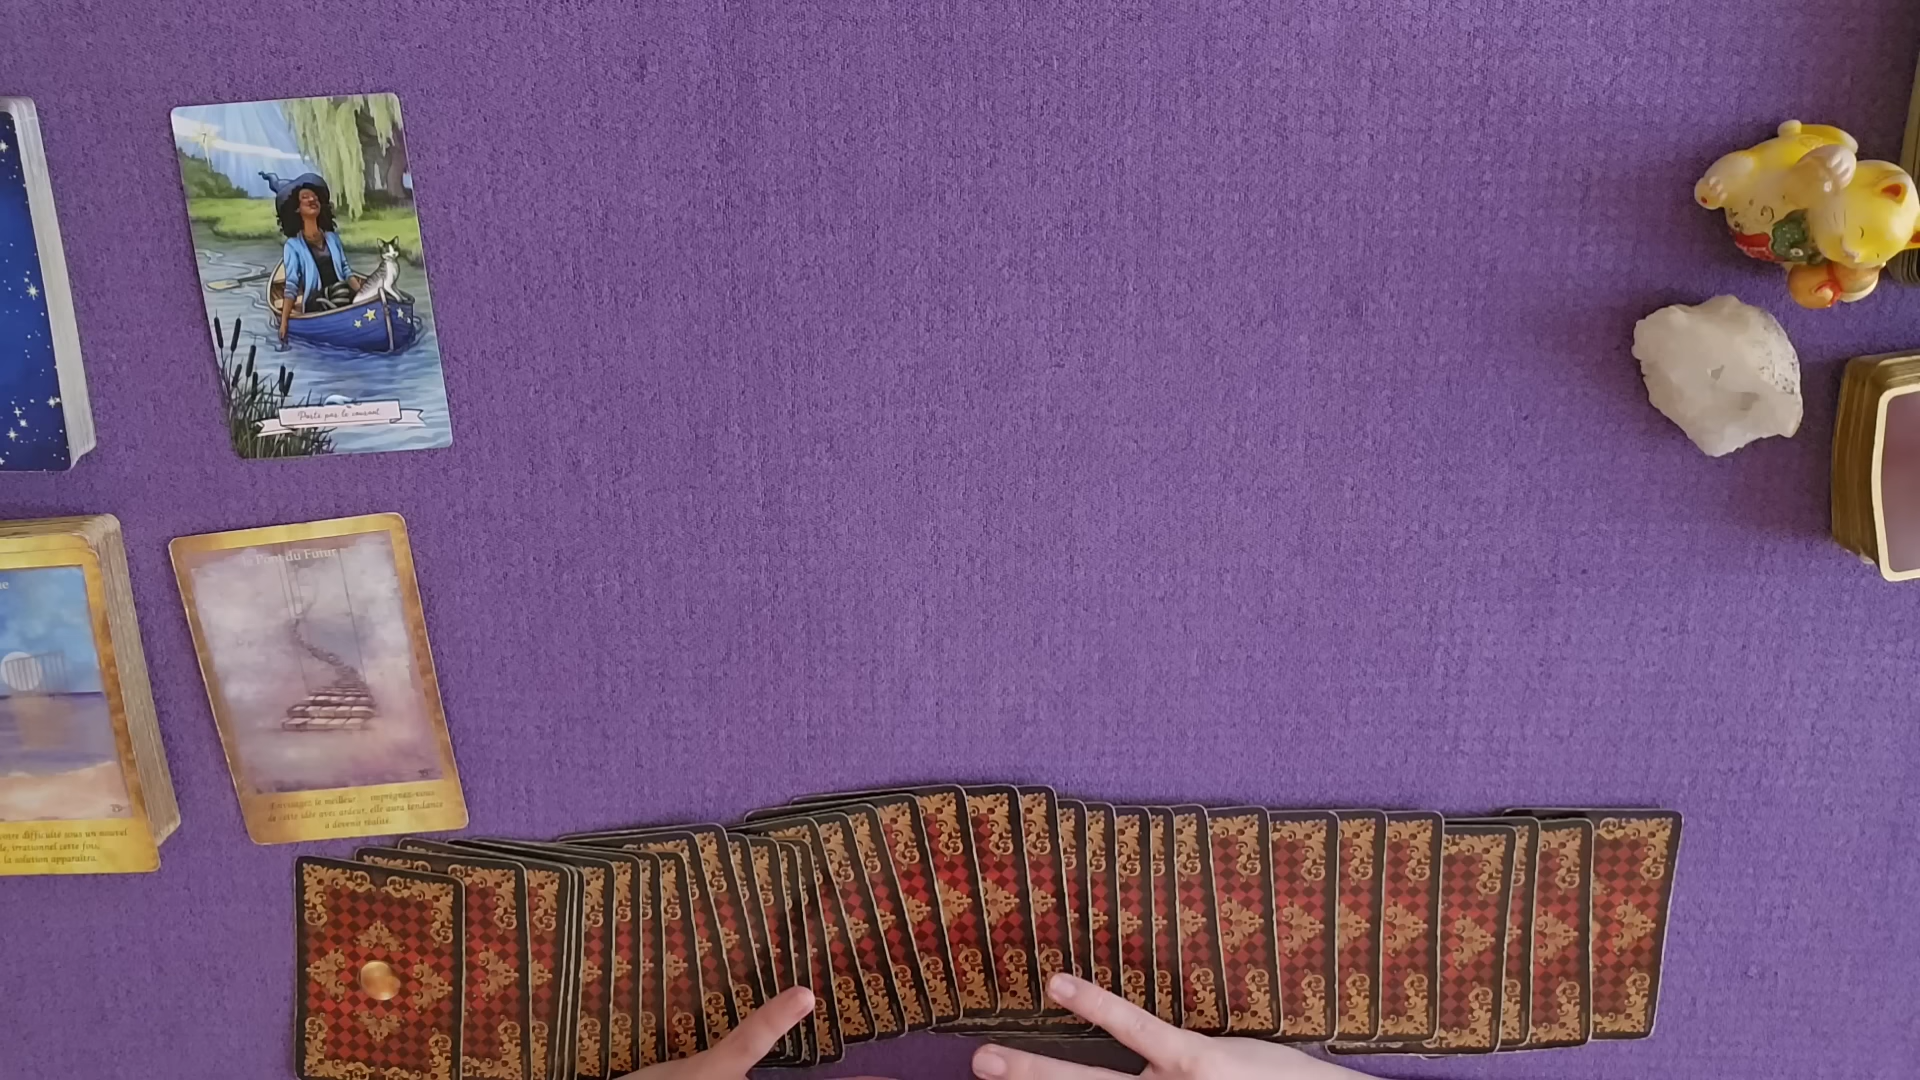 Porté par le courant
Le Pont du Futur
Envisagez le meilleur imprégnez-vous
de cette idée avec ardeur, elle aura tendance
à devenir réalité.
votre difficulté sous un nouvel
irrationnel cette fois,
la solution apparaîtra.